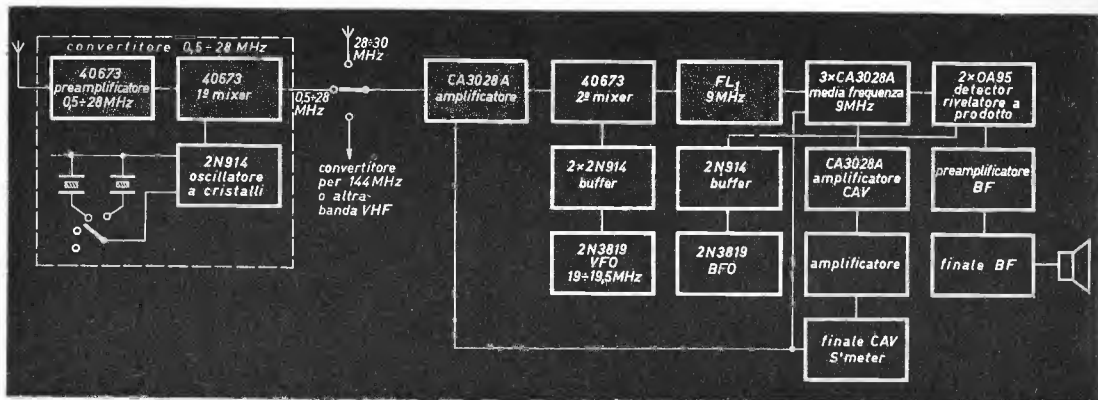 convertitore 0,5÷28 MHz
40673
preamplificatore
0,5÷28MHz
40673
1º mixer
2N914
oscillatore
a cristalli
0,5÷28
MHz
28÷30
MHz
convertitore
per 144MHz
o altra-
banda VHF
CA3028A
amplificatore
40673
2º mixer
FL1
9MHz
3×CA3028A
media frequenza
9MHz
2×OA95
detector
rivelatore a
prodotto
2×2N914
buffer
2N914
buffer
CA3028A
amplificatore
CAV
preamplificatore
BF
2N3819
VFO
19÷19,5MHz
2N3819
BFO
amplificatore
finale BF
finale CAV
S'meter